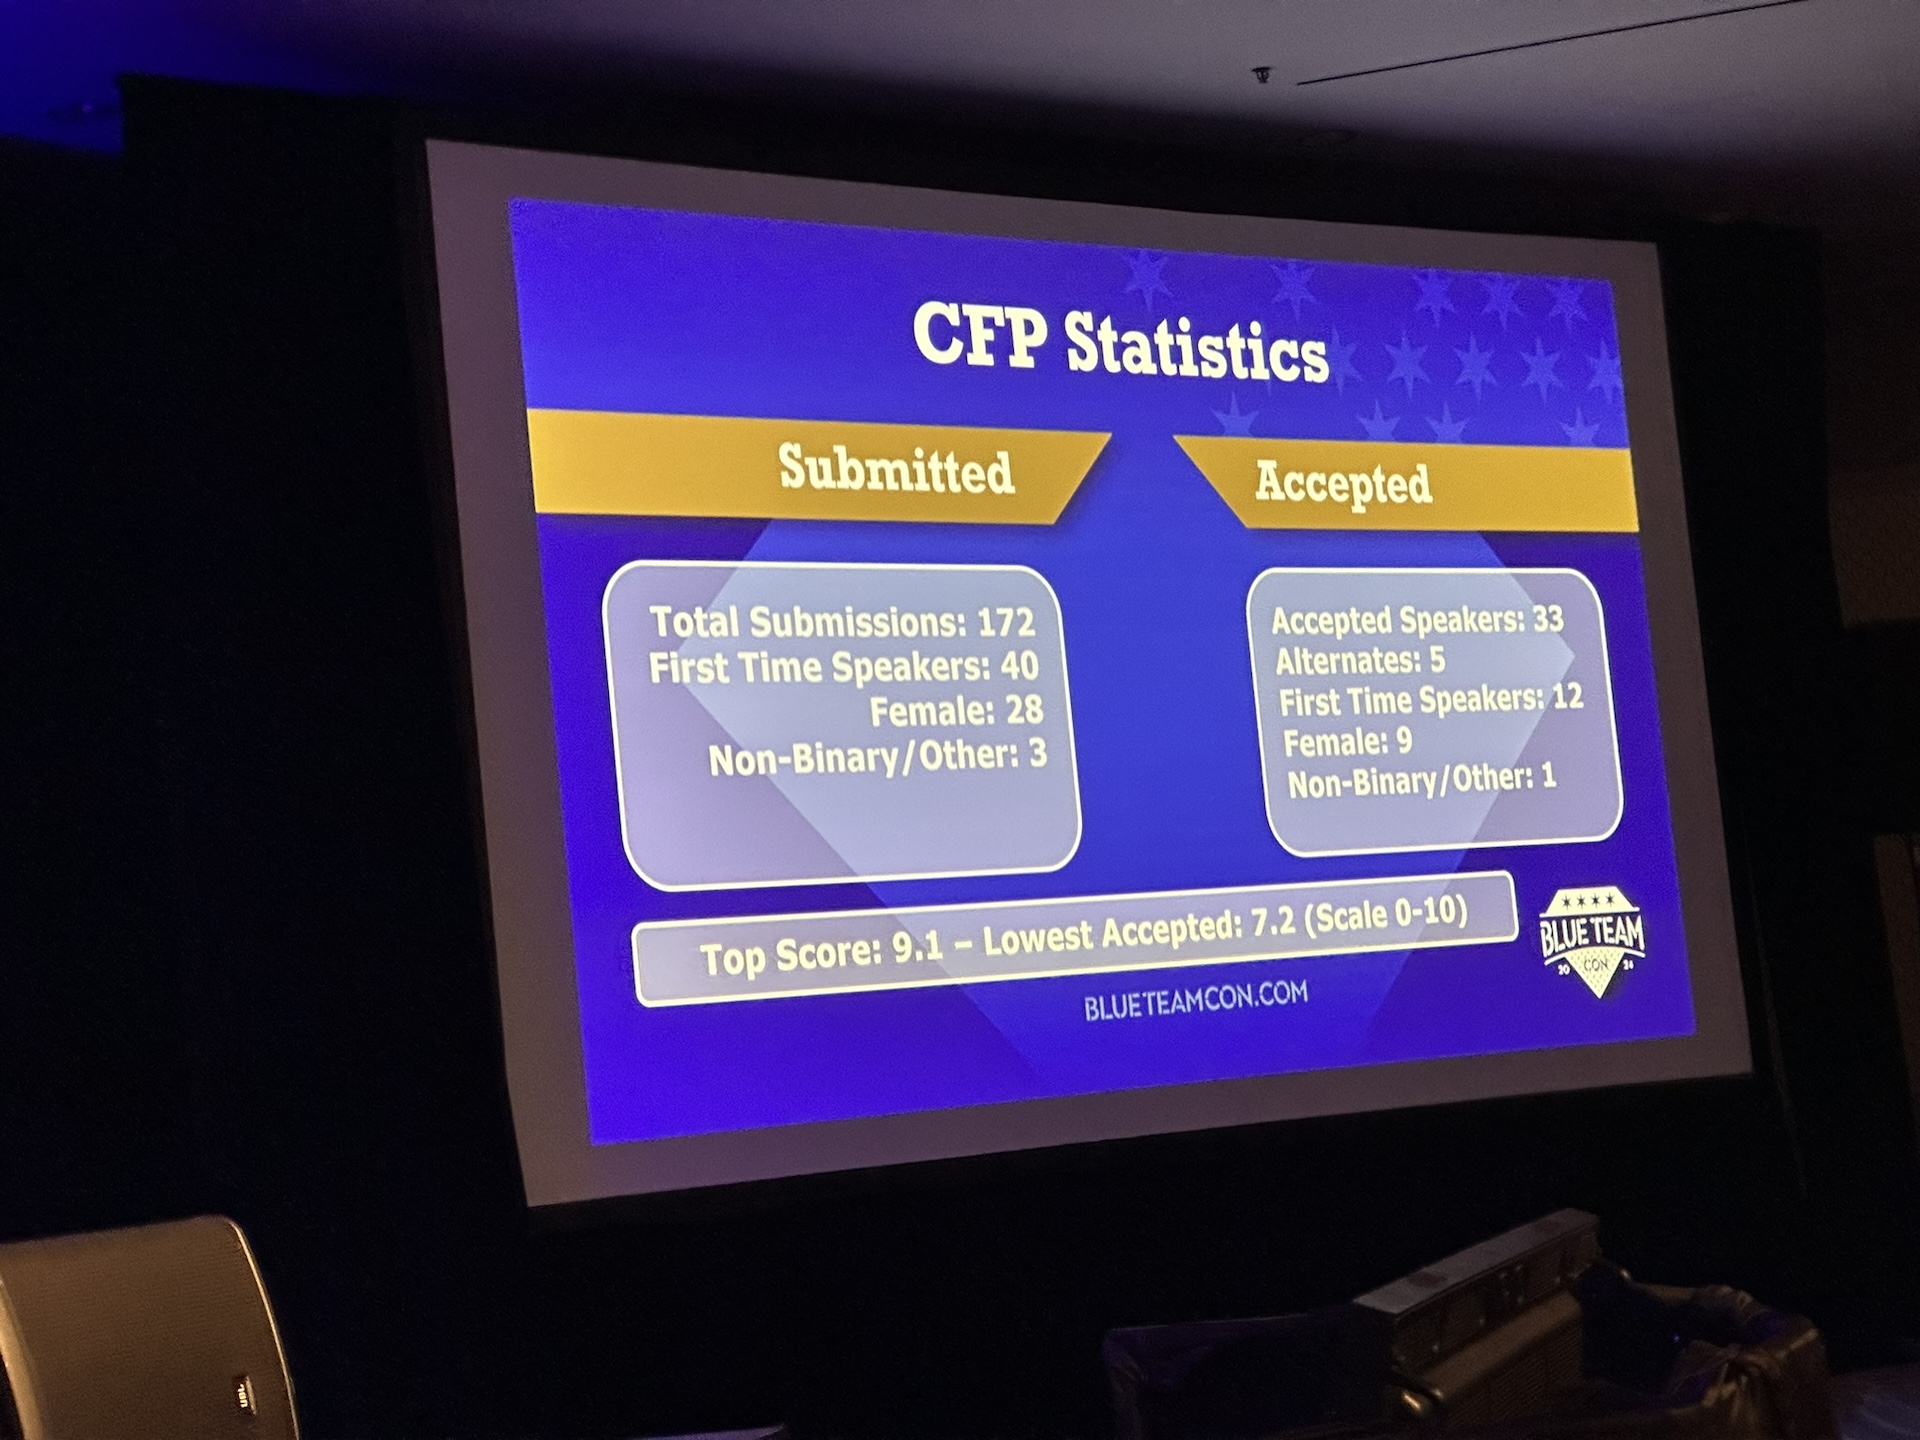 CFP Statistics
Submitted
Accepted
Total Submissions: 172
First Time Speakers: 40
Female: 28
Non-Binary/Other: 3
Accepted Speakers: 33
Alternates: 5
First Time Speakers: 12
Female: 9
Non-Binary/Other: 1
Top Score: 9.1 – Lowest Accepted: 7.2 (Scale 0-10)
BLUETEAMCON.COM
BLUE TEAM
20 CON 24
JBL